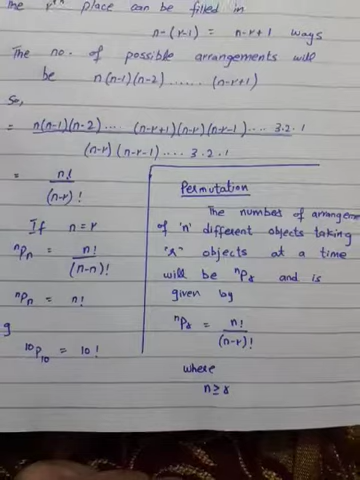 the rth place can be filled in
n-(r-1) = n-r+1 ways
The no. of possible arrangements will
be n(n-1)(n-2) ...... (n-r+1)
So,
= n(n-1)(n-2) ... (n-r+1)(n-r)(n-r-1) .... 3.2.1
(n-r)(n-r-1) .... 3.2.1
= n!
(n-r)!
If n=r
nPn = n!
(n-n)!
nPn = n!
g
10P10 = 10!
Permutation
The numbers of arrangeme
of 'n' different objects taking
"r" objects at a time
will be nPr and is
given by
nPr = n!
(n-r)!
where
n≥r